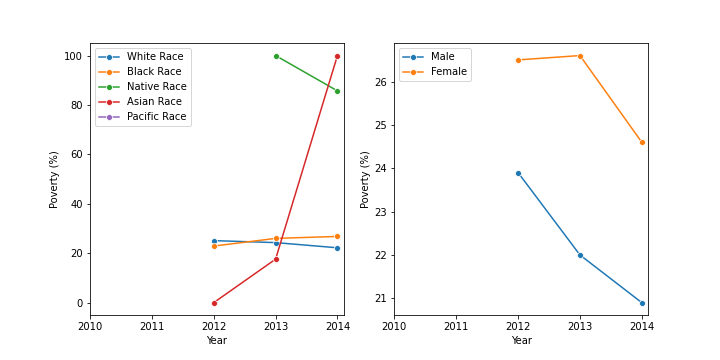 100
80
60
40
20
0
Poverty (%)
2010 2011 2012 2013 2014
Year
White Race
Black Race
Native Race
Asian Race
Pacific Race
26
25
24
23
22
21
Poverty (%)
2010 2011 2012 2013 2014
Year
Male
Female